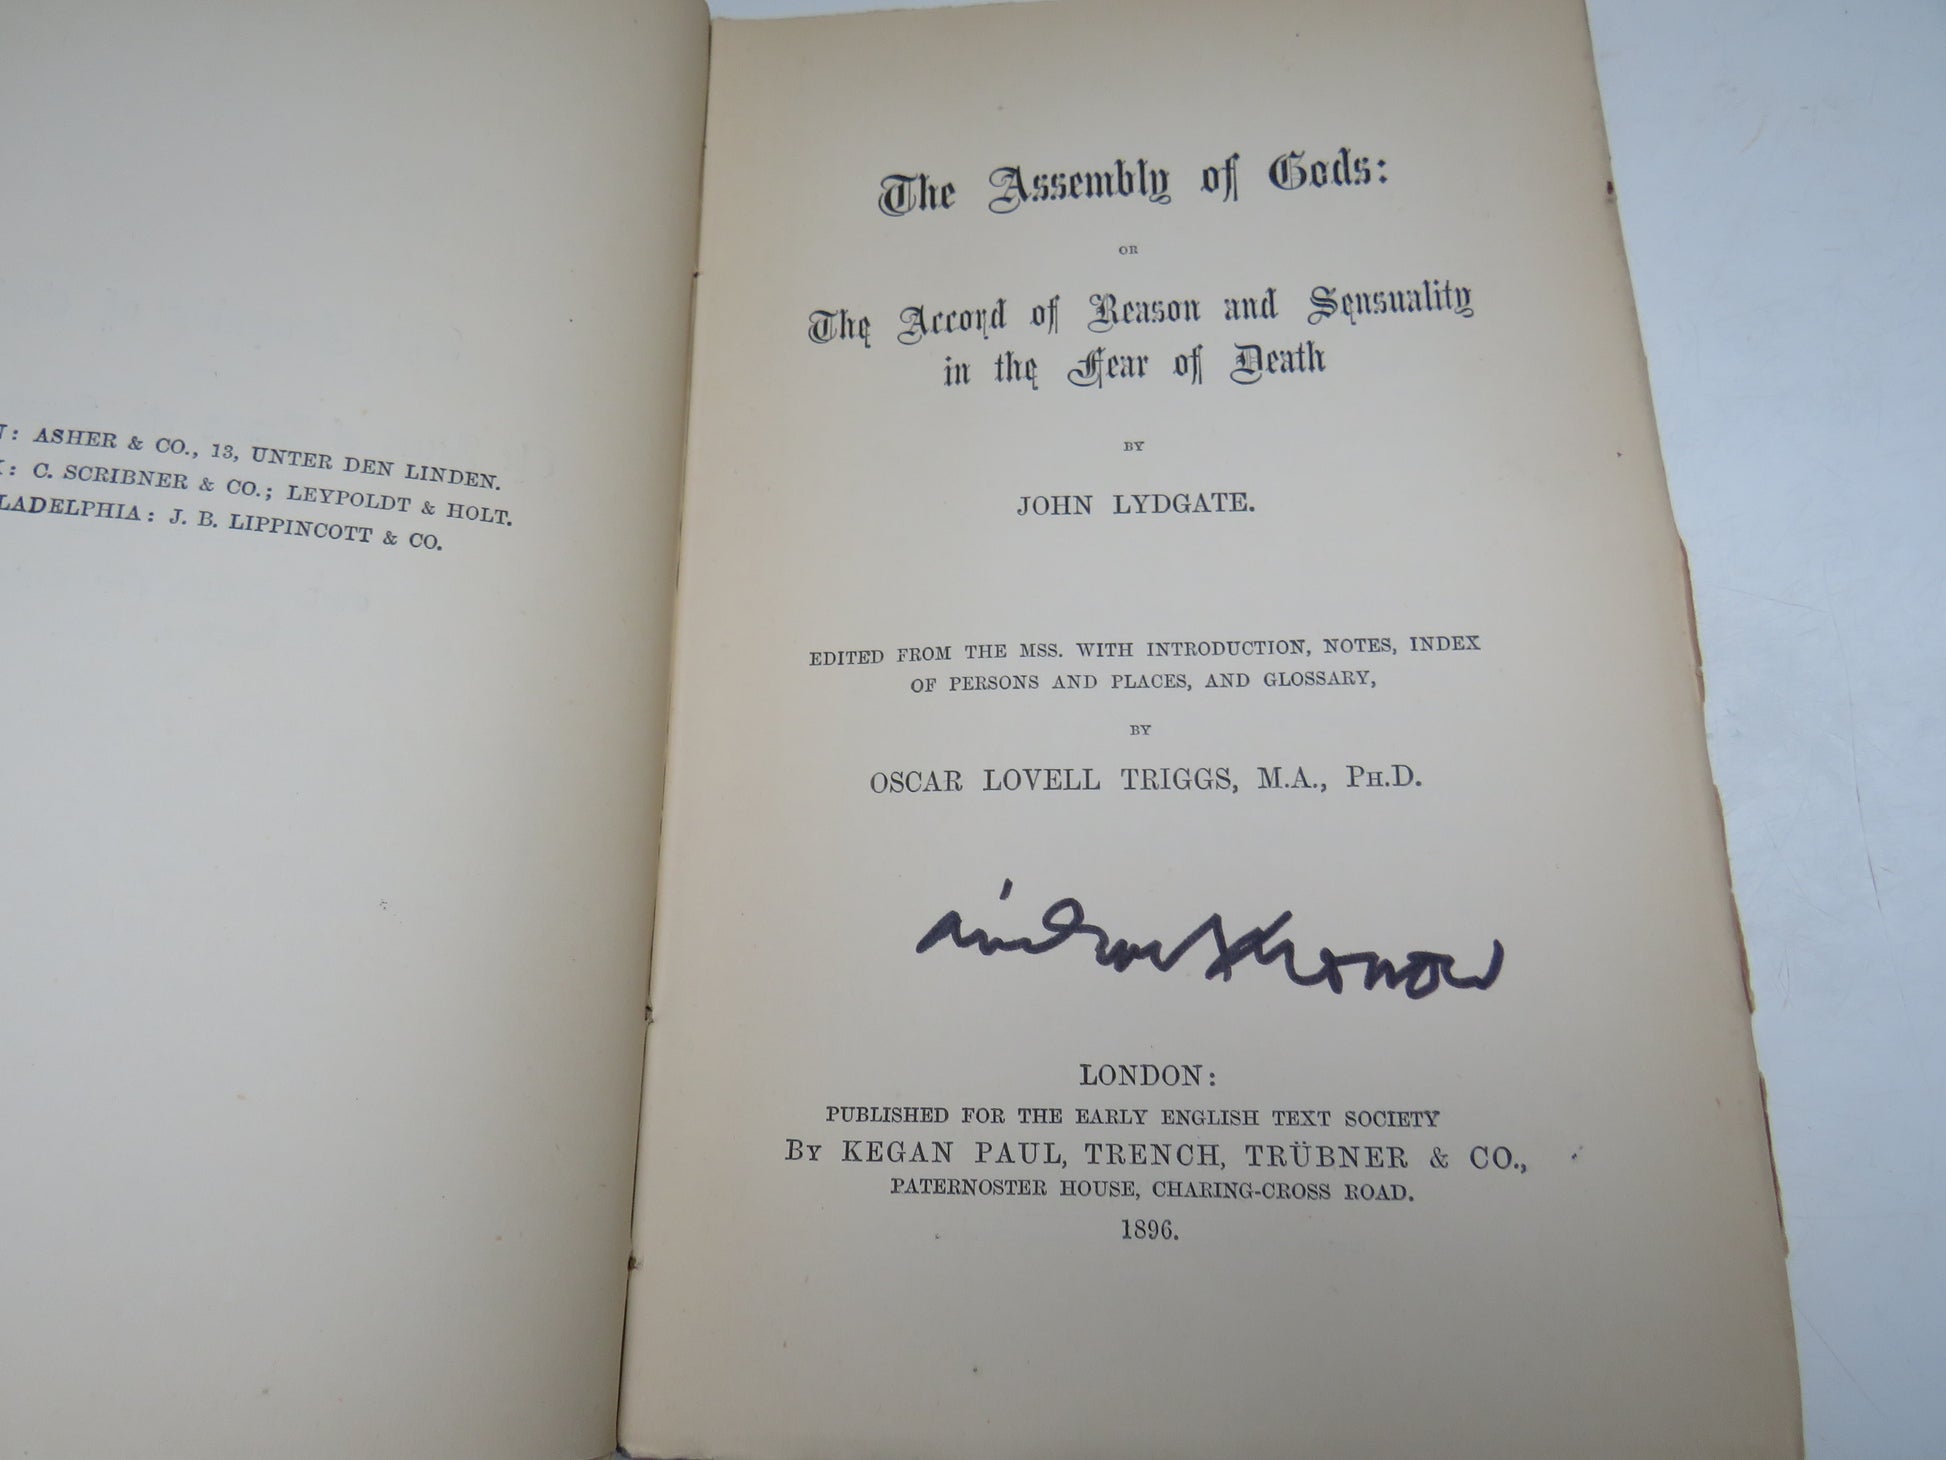 : ASHER & CO., 13, UNTER DEN LINDEN.
: C. SCRIBNER & CO.; LEYPOLDT & HOLT.
LADELPHIA: J. B. LIPPINCOTT & CO.
The Assembly of Gods:
OR
The Accord of Reason and Sensuality
in the Fear of Death
BY
JOHN LYDGATE.
EDITED FROM THE MSS. WITH INTRODUCTION, NOTES, INDEX
OF PERSONS AND PLACES, AND GLOSSARY,
BY
OSCAR LOVELL TRIGGS, M.A., PH.D.
LONDON:
PUBLISHED FOR THE EARLY ENGLISH TEXT SOCIETY
BY KEGAN PAUL, TRENCH, TRÜBNER & CO.,
PATERNOSTER HOUSE, CHARING-CROSS ROAD.
1896.